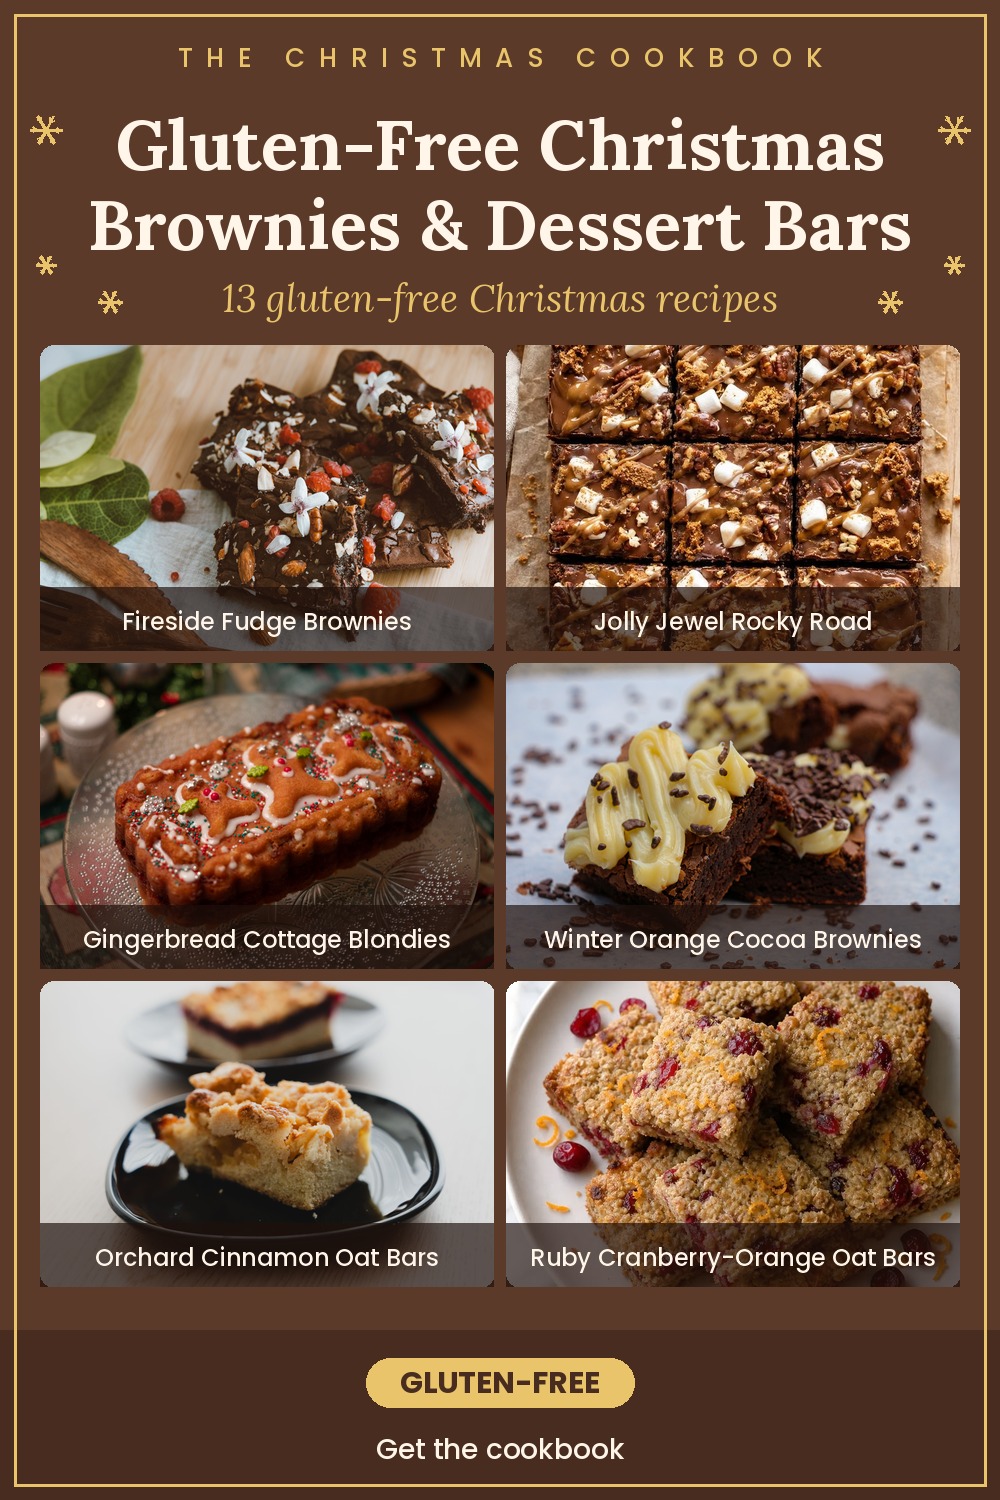 THE CHRISTMAS COOKBOOK
Gluten-Free Christmas
Brownies & Dessert Bars
13 gluten-free Christmas recipes
Fireside Fudge Brownies
Jolly Jewel Rocky Road
Gingerbread Cottage Blondies
Winter Orange Cocoa Brownies
Orchard Cinnamon Oat Bars
Ruby Cranberry-Orange Oat Bars
GLUTEN-FREE
Get the cookbook